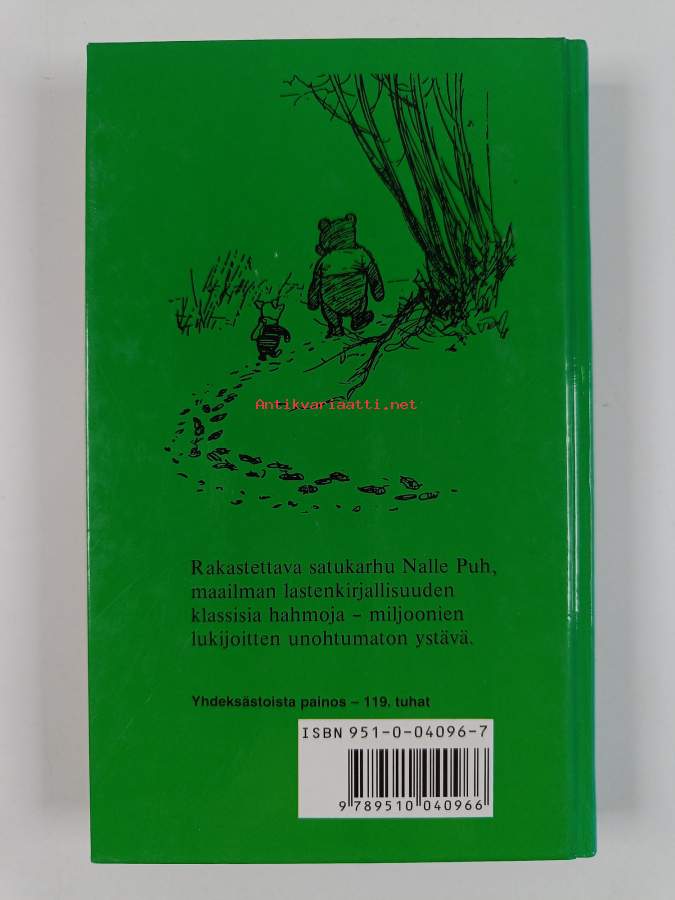 Antikvariaatti.net
Rakastettava satukarhu Nalle Puh,
maailman lastenkirjallisuuden
klassisia hahmoja – miljoonien
lukijoitten unohtumaton ystävä.
Yhdeksästoista painos – 119. tuhat
ISBN 951-0-04096-7
9 789510 040966